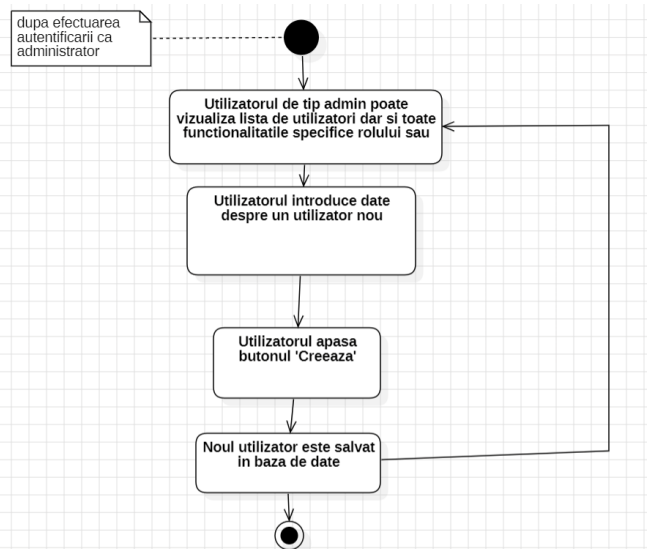 dupa efectuarea
autentificarii ca
administrator
Utilizatorul de tip admin poate
vizualiza lista de utilizatori dar si toate
functionalitatile specifice rolului sau
Utilizatorul introduce date
despre un utilizator nou
Utilizatorul apasa
butonul 'Creeaza'
Noul utilizator este salvat
in baza de date